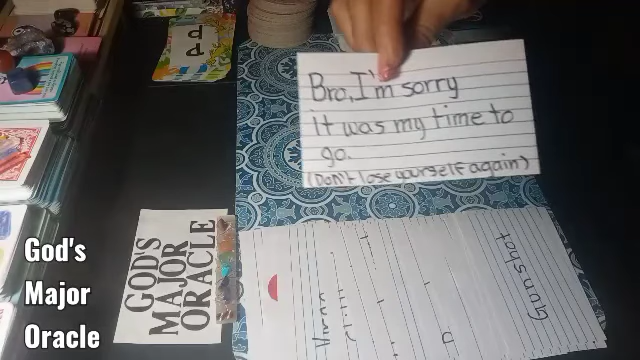 Bro, I'm sorry
it was my time to
go.
(Don't lose yourself again)
GOD'S
MAJOR
ORACLE
Gunshot
God's
Major
Oracle